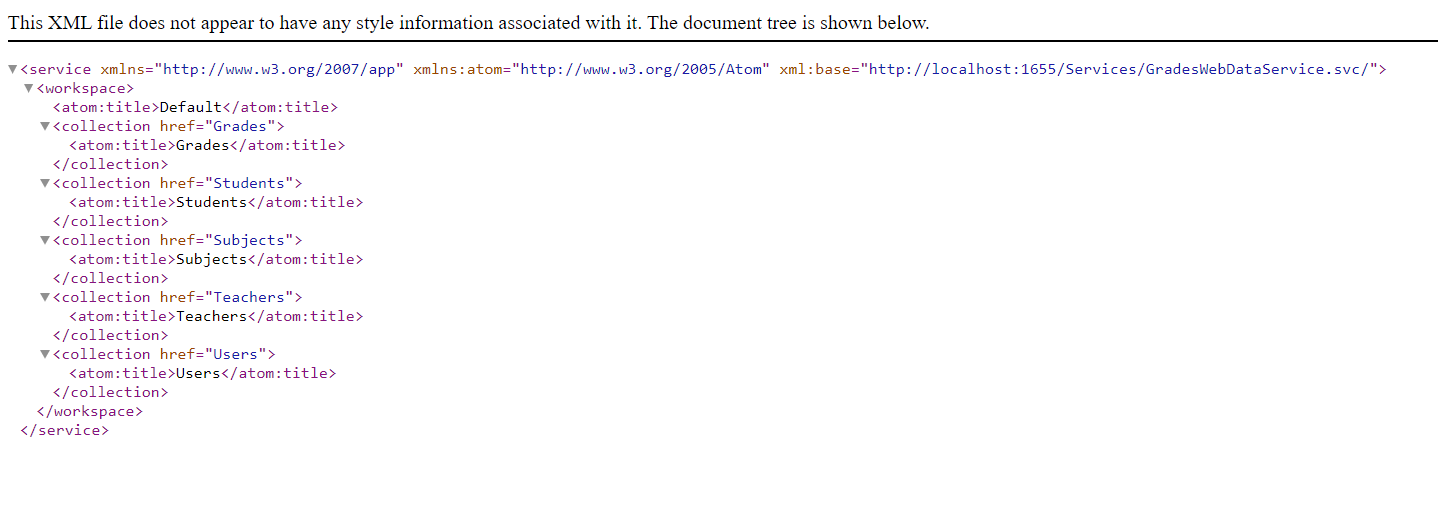 This XML file does not appear to have any style information associated with it. The document tree is shown below.
▼<service xmlns="http://www.w3.org/2007/app" xmlns:atom="http://www.w3.org/2005/Atom" xml:base="http://localhost:1655/Services/GradesWebDataService.svc/">
▼<workspace>
<atom:title>Default</atom:title>
▼<collection href="Grades">
<atom:title>Grades</atom:title>
</collection>
▼<collection href="Students">
<atom:title>Students</atom:title>
</collection>
▼<collection href="Subjects">
<atom:title>Subjects</atom:title>
</collection>
▼<collection href="Teachers">
<atom:title>Teachers</atom:title>
</collection>
▼<collection href="Users">
<atom:title>Users</atom:title>
</collection>
</workspace>
</service>